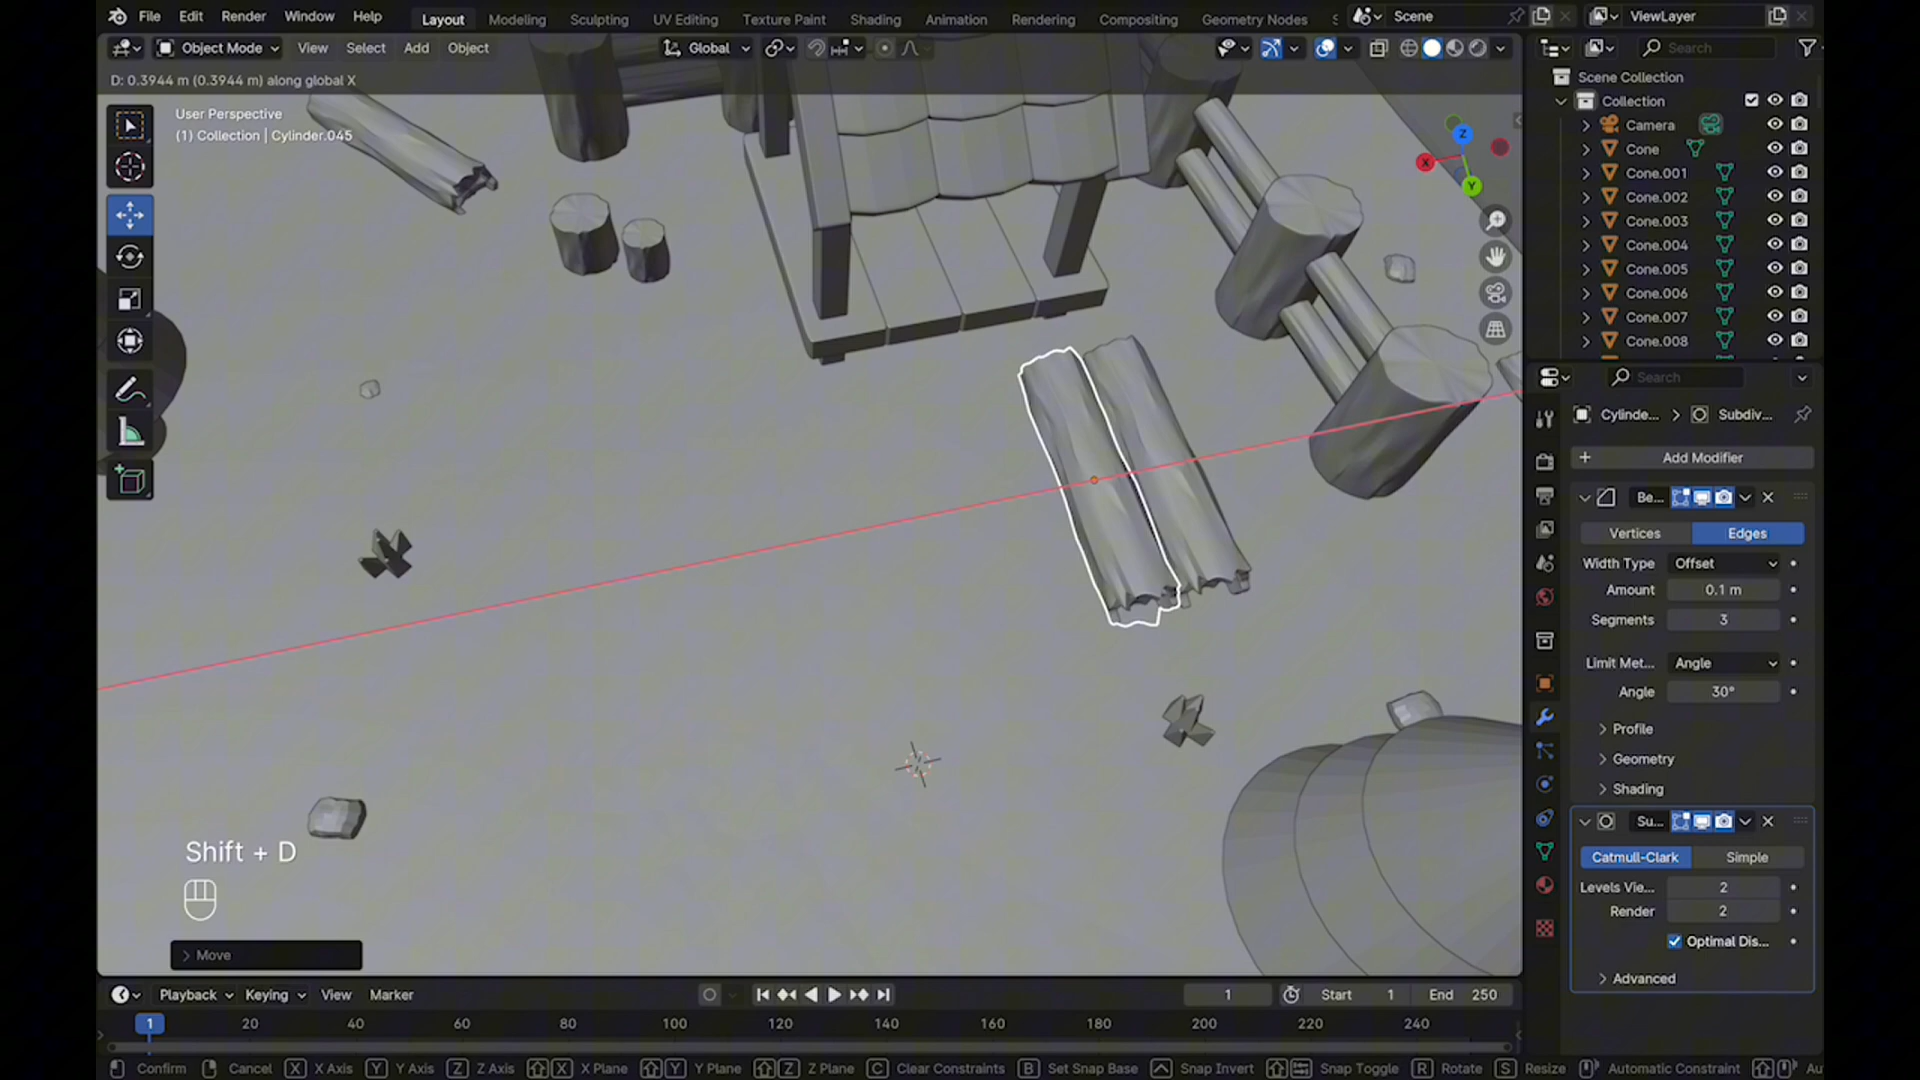 File Edit Render Window Help Layout Modeling Sculpting UV Editing Texture Paint Shading Animation Rendering Compositing Geometry Nodes Scene ViewLayer
Object Mode View Select Add Object Global Search
D: 0.3944 m (0.3944 m) along global X
User Perspective
(1) Collection | Cylinder.045
Z
X
Y
Scene Collection
Collection
Camera
Cone
Cone.001
Cone.002
Cone.003
Cone.004
Cone.005
Cone.006
Cone.007
Cone.008
Search
Cylinde... Subdiv...
Add Modifier
Be...
Vertices Edges
Width Type Offset
Amount 0.1 m
Segments 3
Limit Met... Angle
Angle 30°
Profile
Geometry
Shading
Su...
Catmull-Clark Simple
Levels Vie... 2
Render 2
Optimal Dis...
Advanced
Shift + D
Move
Playback Keying View Marker 1 Start 1 End 250
1 20 40 60 80 100 120 140 160 180 200 220 240
Confirm Cancel X X Axis Y Y Axis Z Z Axis X X Plane Y Y Plane Z Z Plane C Clear Constraints B Set Snap Base Snap Invert Snap Toggle R Rotate S Resize Automatic Constraint Au